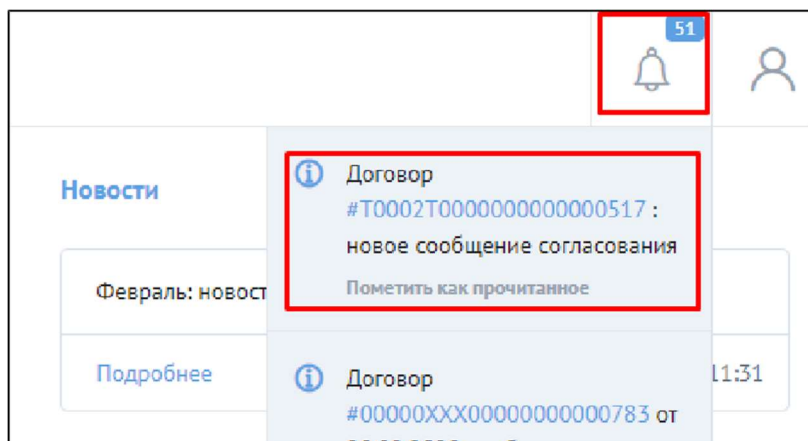 51
Новости
Договор
#T0002T0000000000000517 :
новое сообщение согласования
Пометить как прочитанное
Февраль: новост
Подробнее
11:31
Договор
#00000XXX00000000000783 от